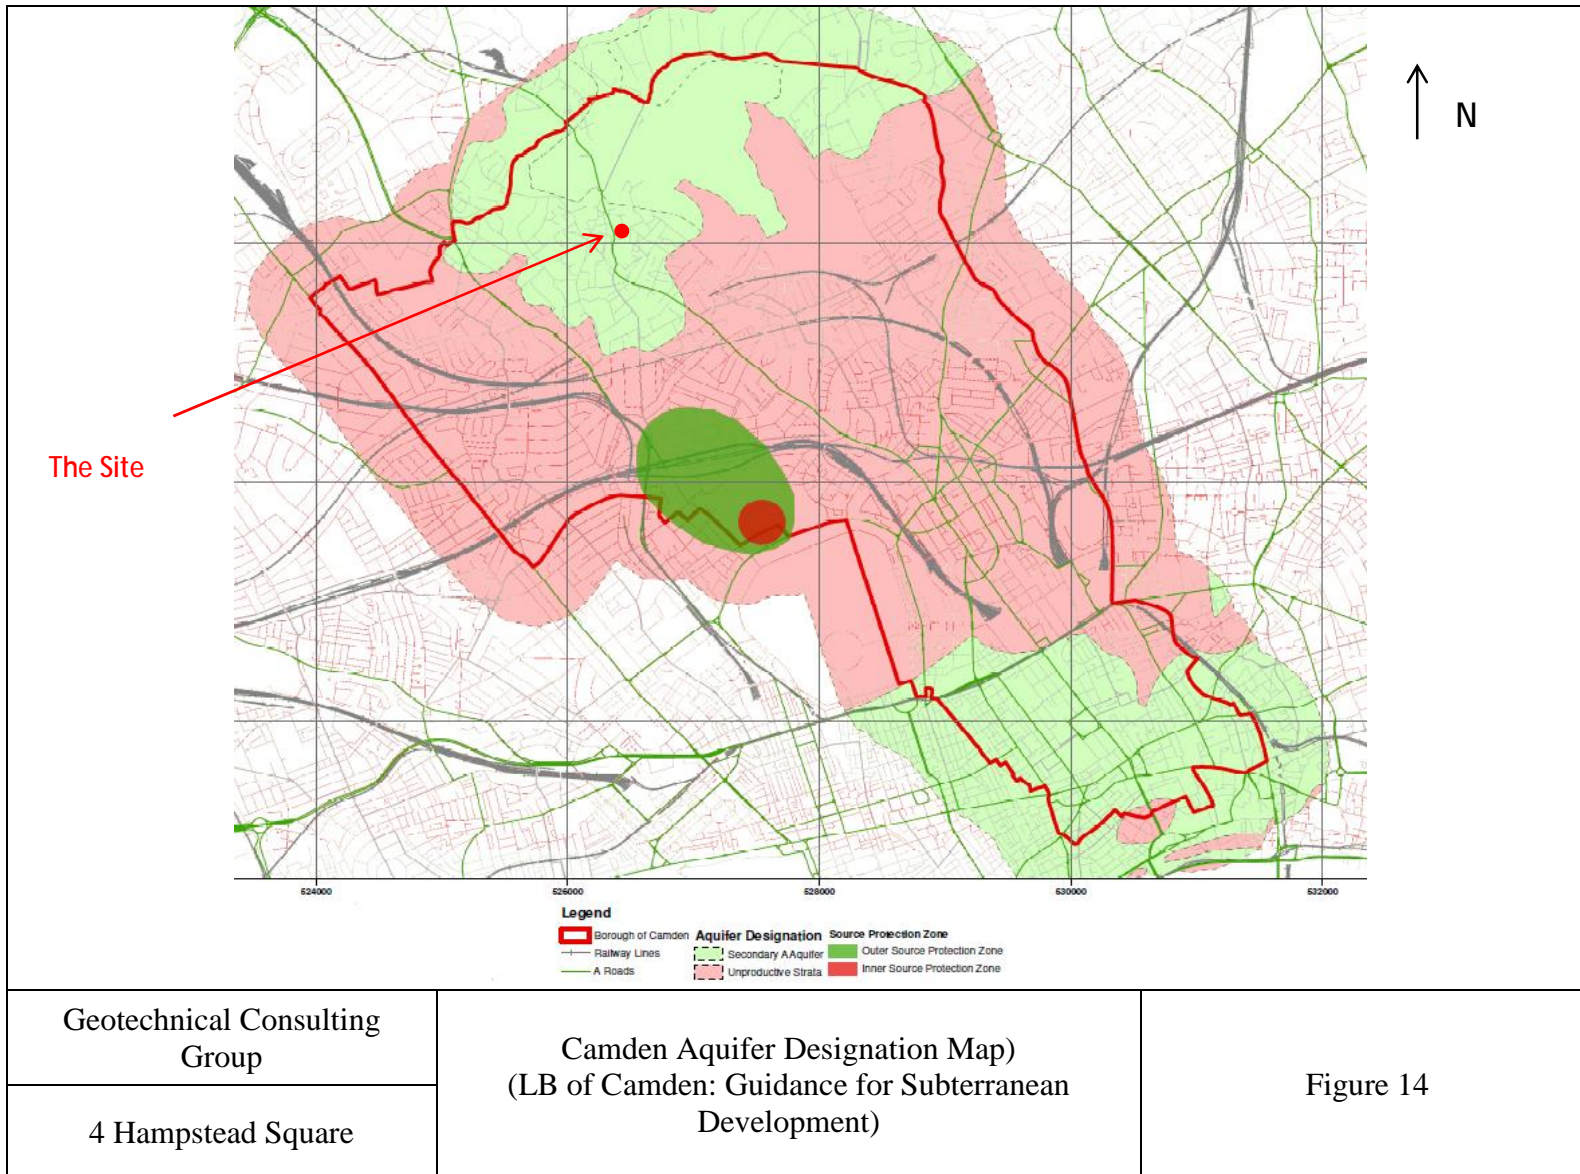 N
The Site
524000 526000 528000 530000 532000
Legend
Borough of Camden
Railway Lines
A Roads
Aquifer Designation
Secondary A Aquifer
Unproductive Strata
Source Protection Zone
Outer Source Protection Zone
Inner Source Protection Zone
Geotechnical Consulting
Group
4 Hampstead Square
Camden Aquifer Designation Map)
(LB of Camden: Guidance for Subterranean
Development)
Figure 14